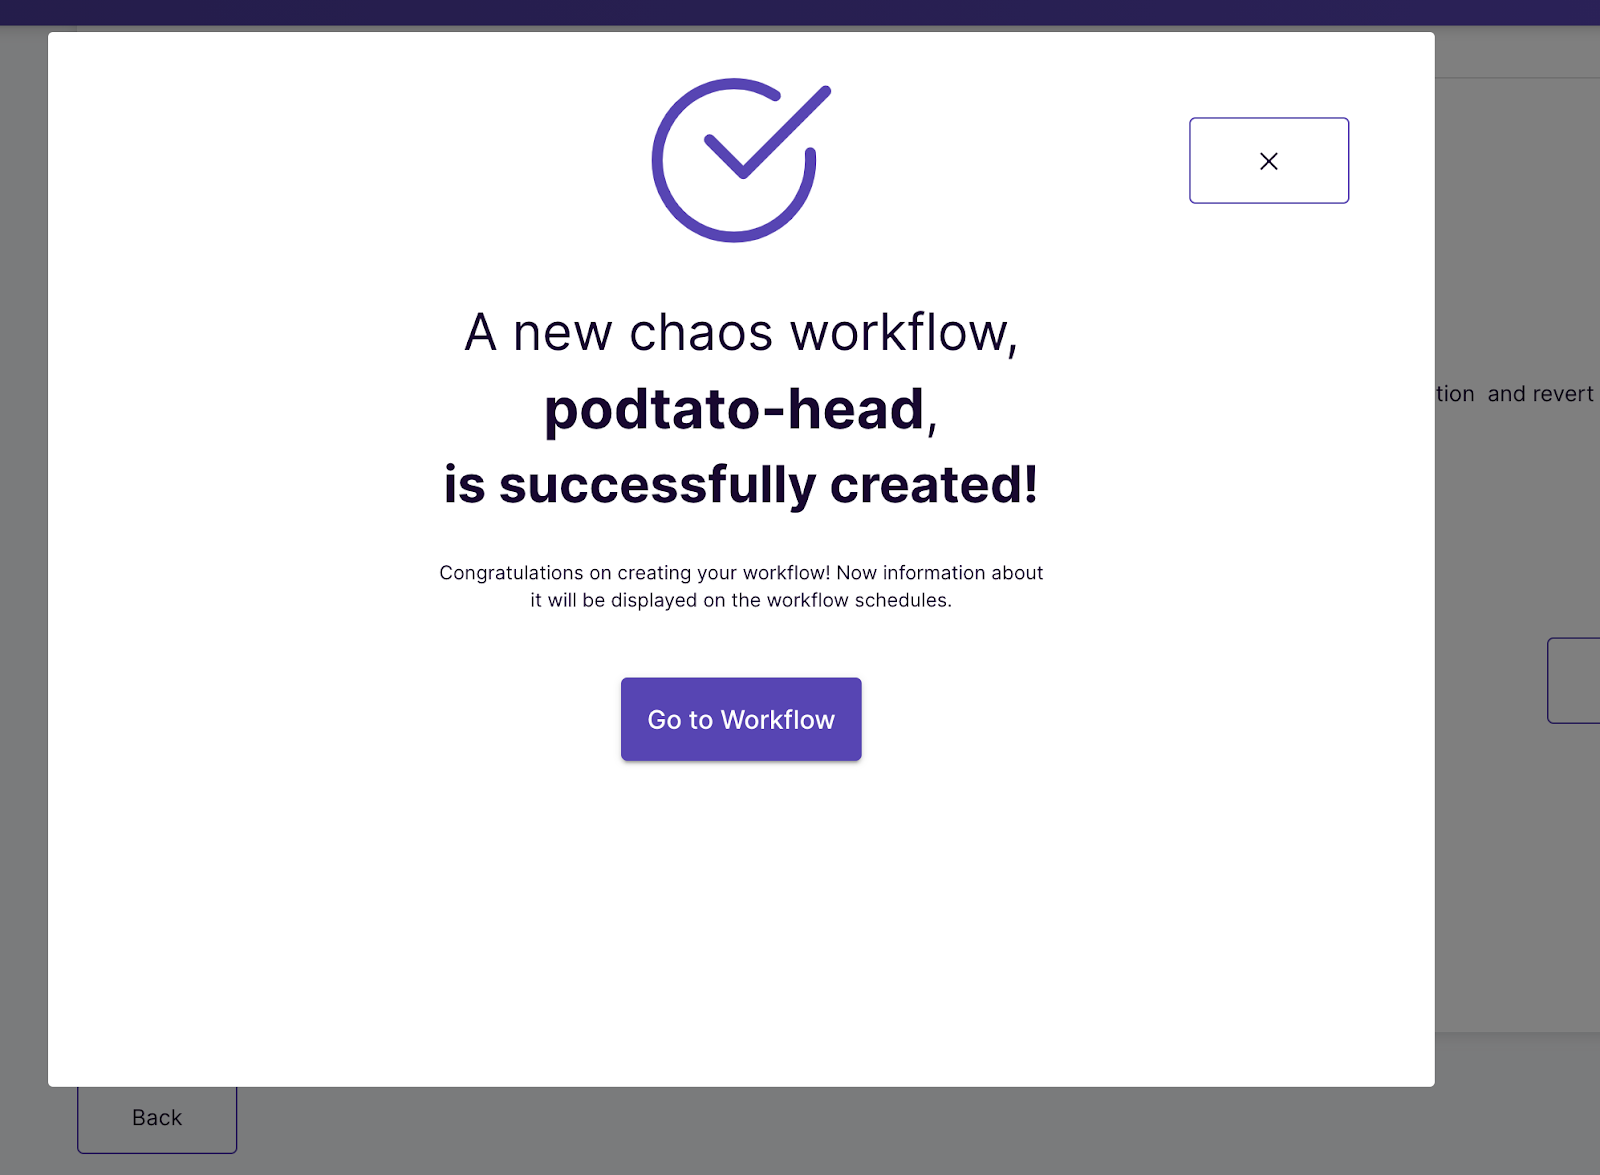 A new chaos workflow,
podtato-head,
is successfully created!
Congratulations on creating your workflow! Now information about
it will be displayed on the workflow schedules.
Go to Workflow
tion and revert
Back